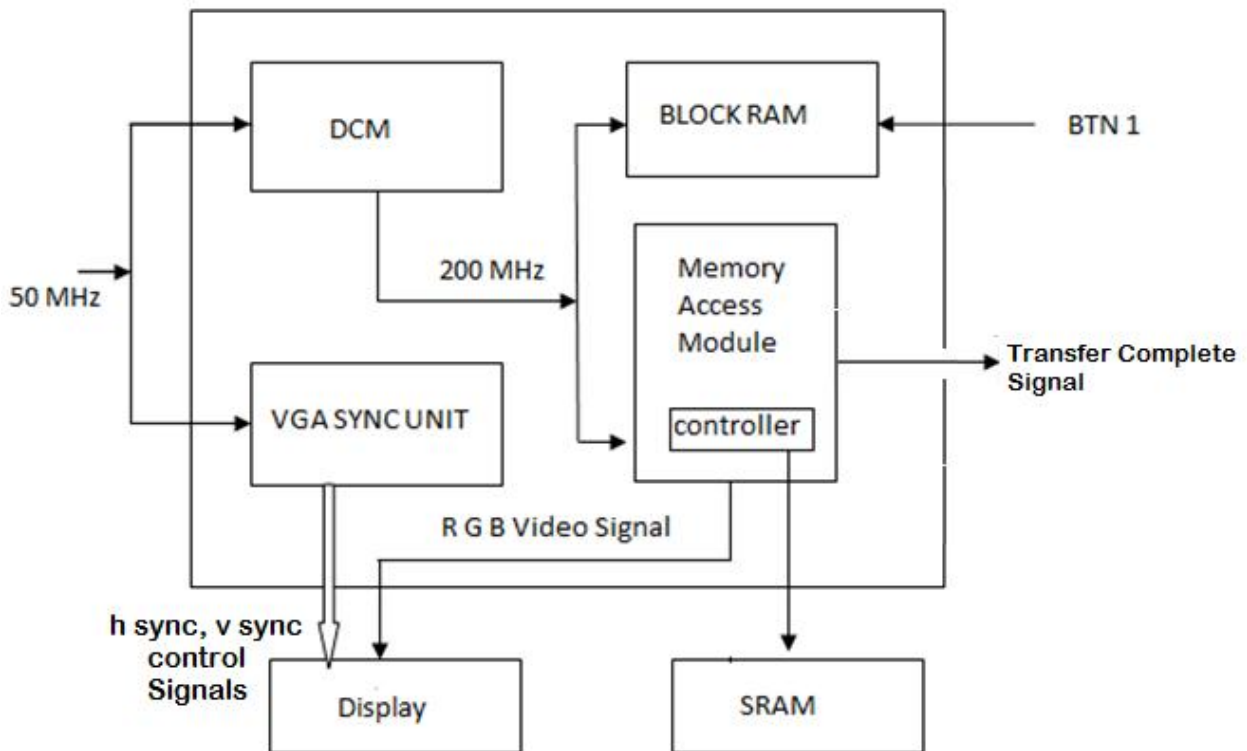 DCM
BLOCK RAM
BTN 1
50 MHz
200 MHz
Memory
Access
Module
controller
Transfer Complete
Signal
VGA SYNC UNIT
R G B Video Signal
h sync, v sync
control
Signals
Display
SRAM